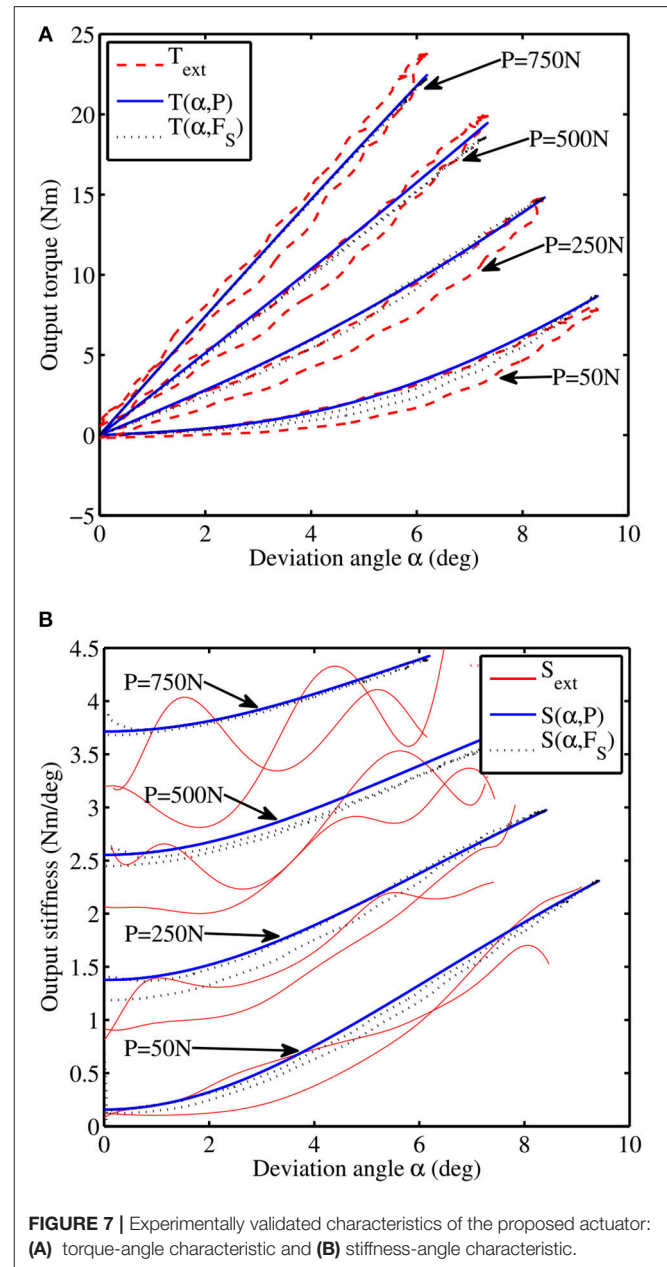 A
25
20
15
10
5
0
−5
0
2
4
6
8
10
Output torque (Nm)
Deviation angle α (deg)
T_ext
T(α,P)
T(α,F_S)
P=750N
P=500N
P=250N
P=50N
B
4.5
4
3.5
3
2.5
2
1.5
1
0.5
0
0
2
4
6
8
10
Output stiffness (Nm/deg)
Deviation angle α (deg)
S_ext
S(α,P)
S(α,F_S)
P=750N
P=500N
P=250N
P=50N
FIGURE 7 | Experimentally validated characteristics of the proposed actuator:
(A) torque-angle characteristic and (B) stiffness-angle characteristic.